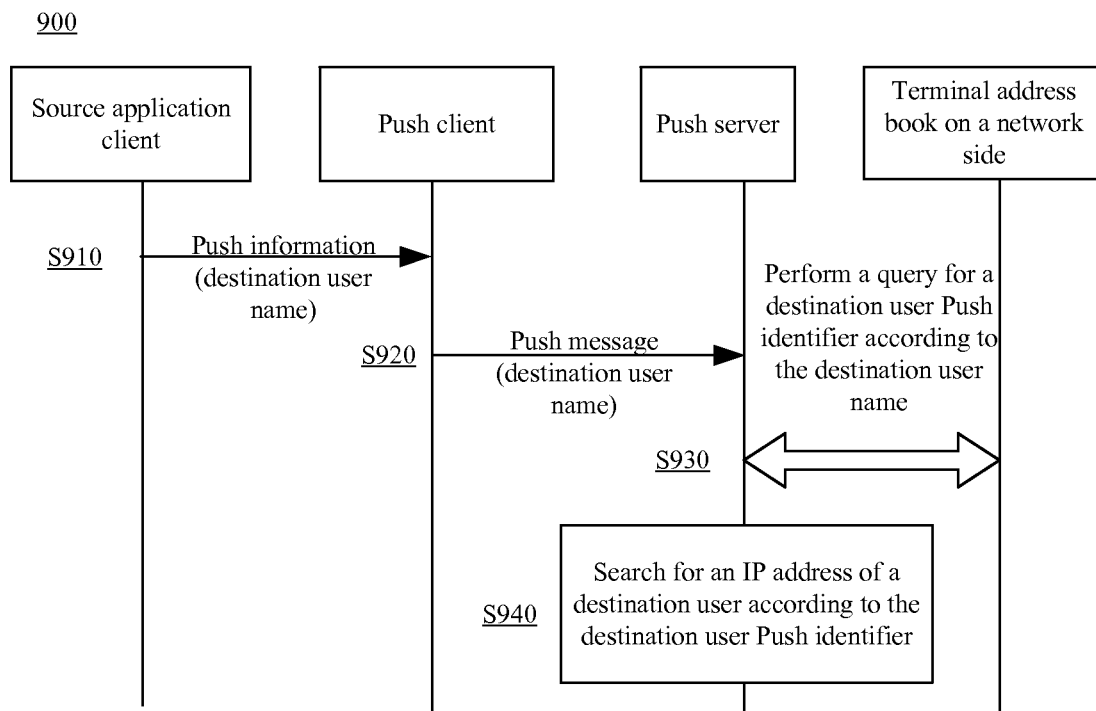 900
Source application
client
Push client
Push server
Terminal address
book on a network
side
S910
Push information
(destination user
name)
S920
Push message
(destination user
name)
Perform a query for a
destination user Push
identifier according to
the destination user
name
S930
S940
Search for an IP address of a
destination user according to the
destination user Push identifier